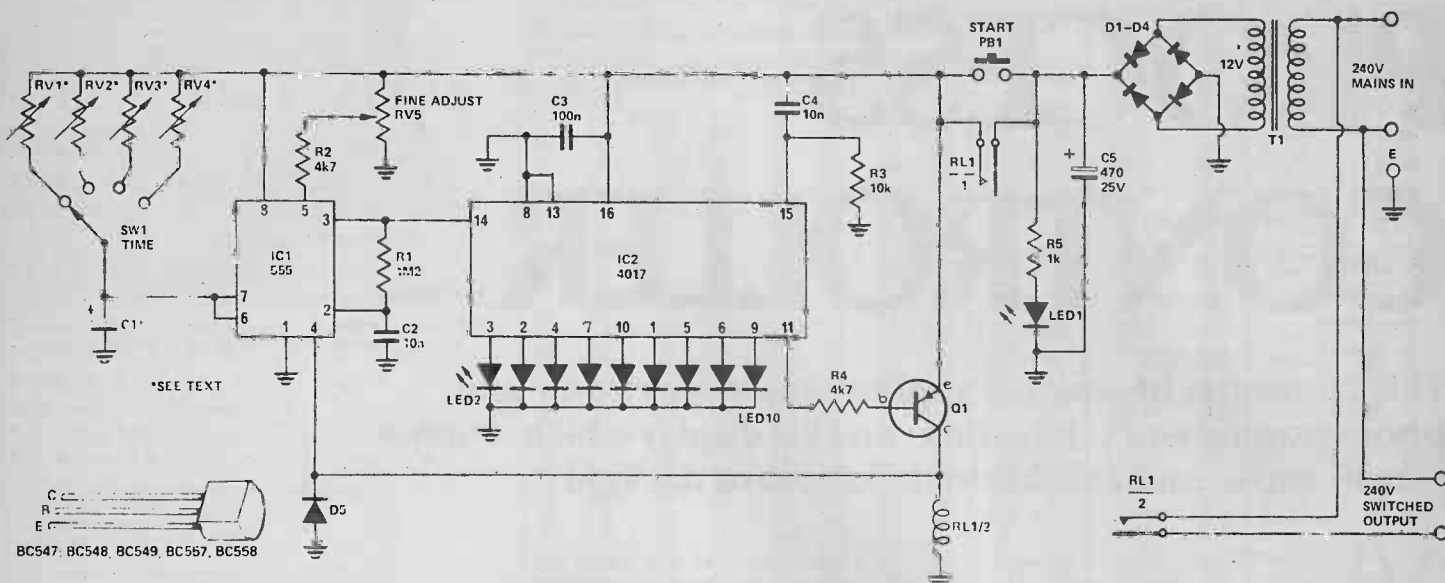 START
PB1
D1-D4
12V
T1
240V
MAINS IN
E
RV1*
RV2*
RV3*
RV4*
FINE ADJUST
RV5
R2
4k7
C3
100n
C4
10n
R3
10k
RL1
1
C5
470
25V
+
R5
1k
LED1
SW1
TIME
8
5
3
7
6
2
1
4
IC1
555
R1
C2
10n
+
C1*
*SEE TEXT
14
8
13
16
15
IC2
4017
3
2
4
7
10
1
5
6
9
11
LED2
LED10
R4
4k7
b
e
c
Q1
D5
RL1/2
RL1
2
240V
SWITCHED
OUTPUT
C
B
E
BC547, BC548, BC549, BC557, BC558